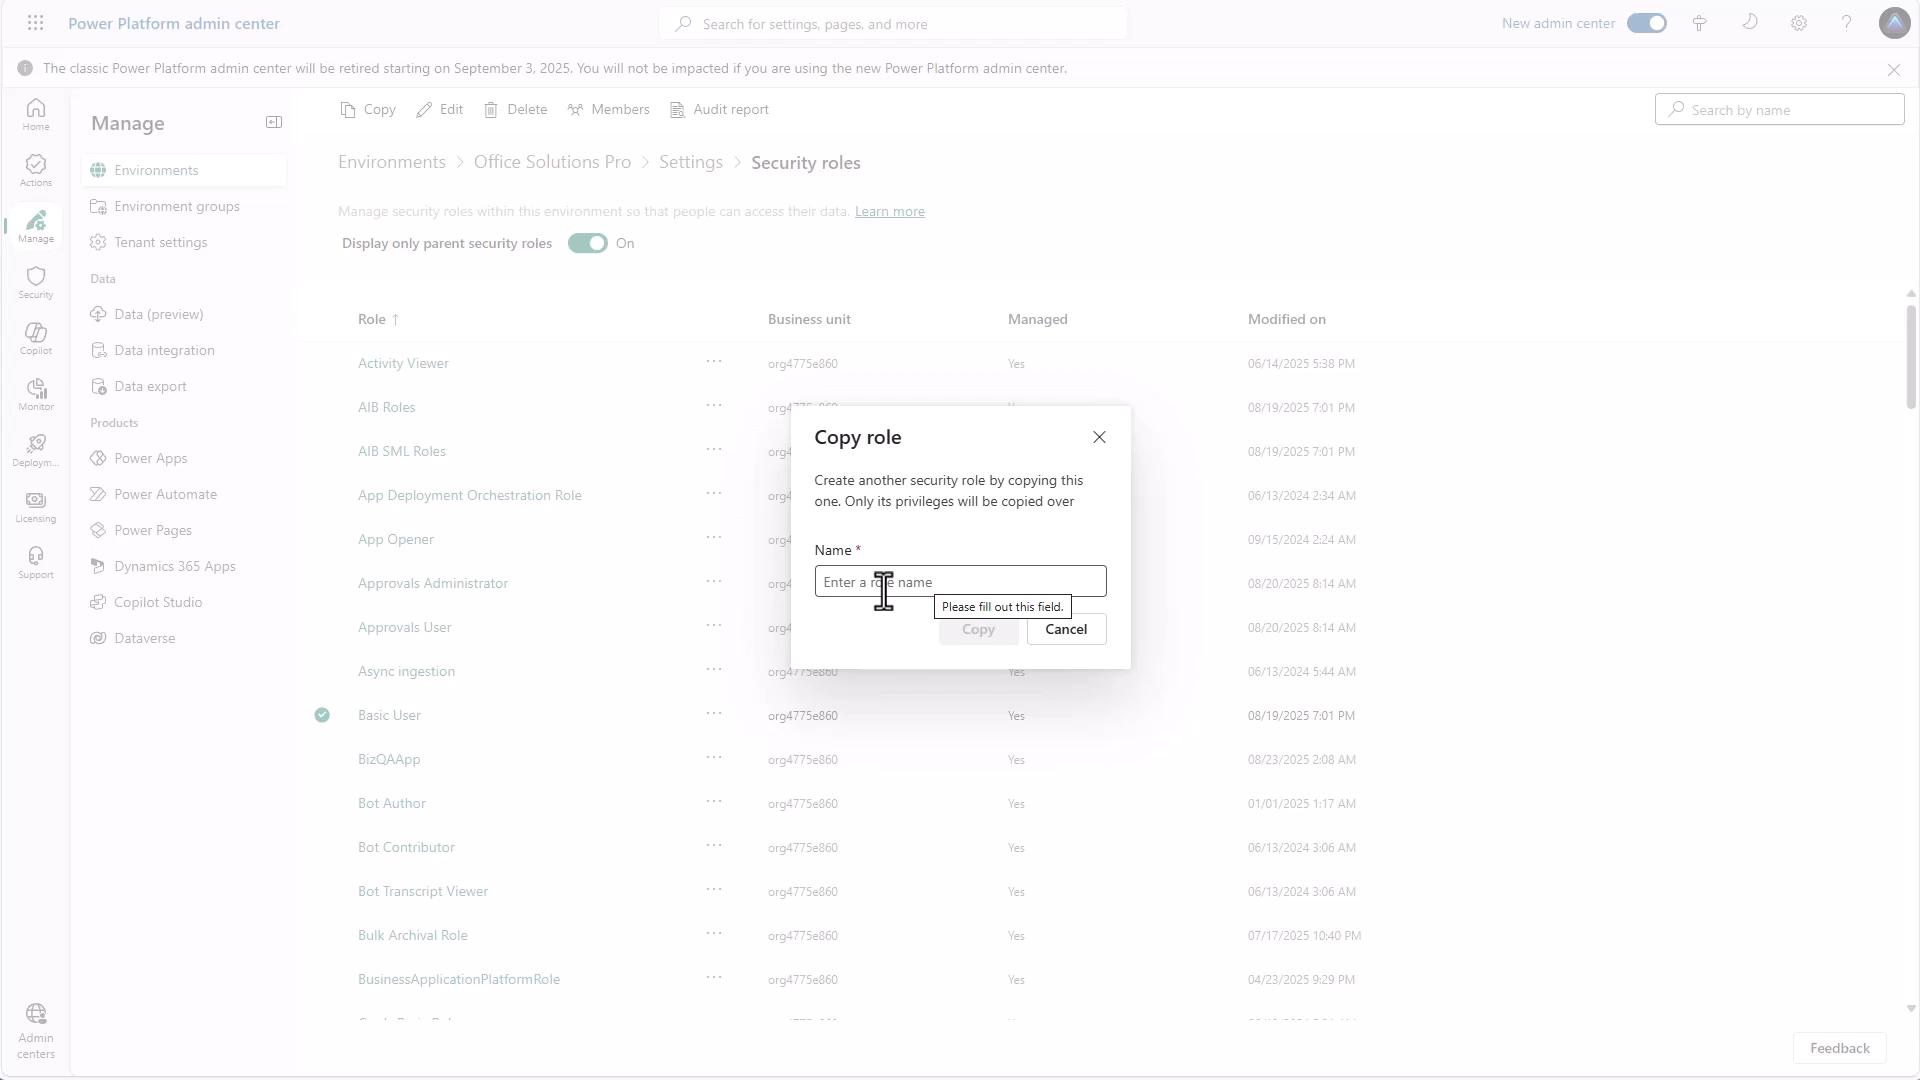 Power Platform admin center
Search for settings, pages, and more
New admin center
The classic Power Platform admin center will be retired starting on September 3, 2025. You will not be impacted if you are using the new Power Platform admin center.
Home
Actions
Manage
Security
Copilot
Monitor
Deploym...
Licensing
Support
Admin
centers
Manage
Environments
Environment groups
Tenant settings
Data
Data (preview)
Data integration
Data export
Products
Power Apps
Power Automate
Power Pages
Dynamics 365 Apps
Copilot Studio
Dataverse
Copy Edit Delete Members Audit report
Search by name
Environments > Office Solutions Pro > Settings > Security roles
Manage security roles within this environment so that people can access their data. Learn more
Display only parent security roles On
Role ↑ Business unit Managed Modified on
Activity Viewer ... org4775e860 Yes 06/14/2025 5:38 PM
AIB Roles ... 08/19/2025 7:01 PM
AIB SML Roles ... 08/19/2025 7:01 PM
App Deployment Orchestration Role ... 06/13/2024 2:34 AM
App Opener ... 09/15/2024 2:24 AM
Approvals Administrator ... 08/20/2025 8:14 AM
Approvals User ... 08/20/2025 8:14 AM
Async ingestion ... org4775e860 Yes 06/13/2024 5:44 AM
Basic User ... org4775e860 Yes 08/19/2025 7:01 PM
BizQAApp ... org4775e860 Yes 08/23/2025 2:08 AM
Bot Author ... org4775e860 Yes 01/01/2025 1:17 AM
Bot Contributor ... org4775e860 Yes 06/13/2024 3:06 AM
Bot Transcript Viewer ... org4775e860 Yes 06/13/2024 3:06 AM
Bulk Archival Role ... org4775e860 Yes 07/17/2025 10:40 PM
BusinessApplicationPlatformRole ... org4775e860 Yes 04/23/2025 9:29 PM
Copy role
Create another security role by copying this
one. Only its privileges will be copied over
Name *
Enter a role name
Please fill out this field.
Copy Cancel
Feedback